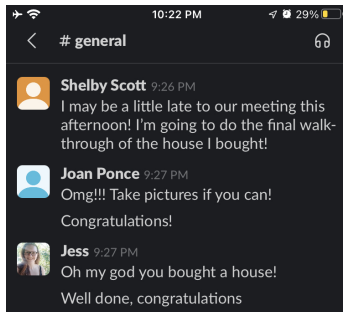 10:22 PM
29%
# general
Shelby Scott 9:26 PM
I may be a little late to our meeting this
afternoon! I'm going to do the final walk-
through of the house I bought!
Joan Ponce 9:27 PM
Omg!!! Take pictures if you can!
Congratulations!
Jess 9:27 PM
Oh my god you bought a house!
Well done, congratulations